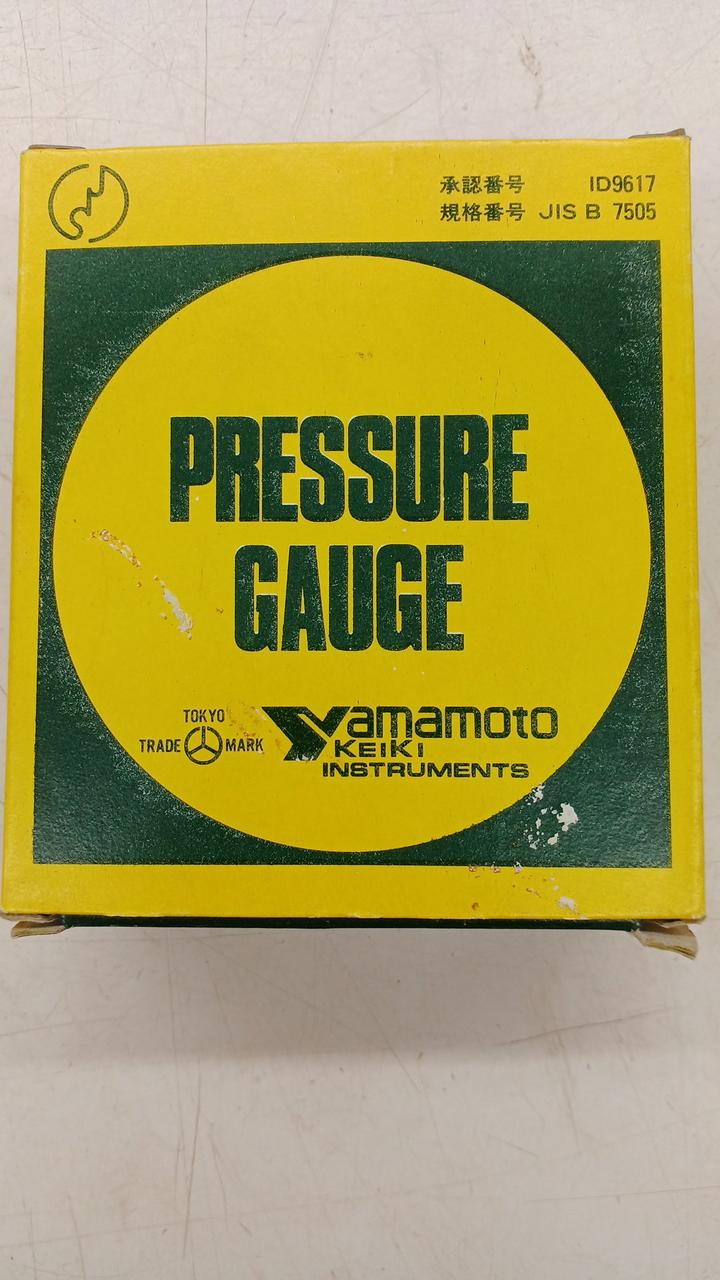 承認番号 ID9617
規格番号 JIS B 7505
PRESSURE
GAUGE
TOKYO
TRADE MARK
yamamoto
KEIKI
INSTRUMENTS